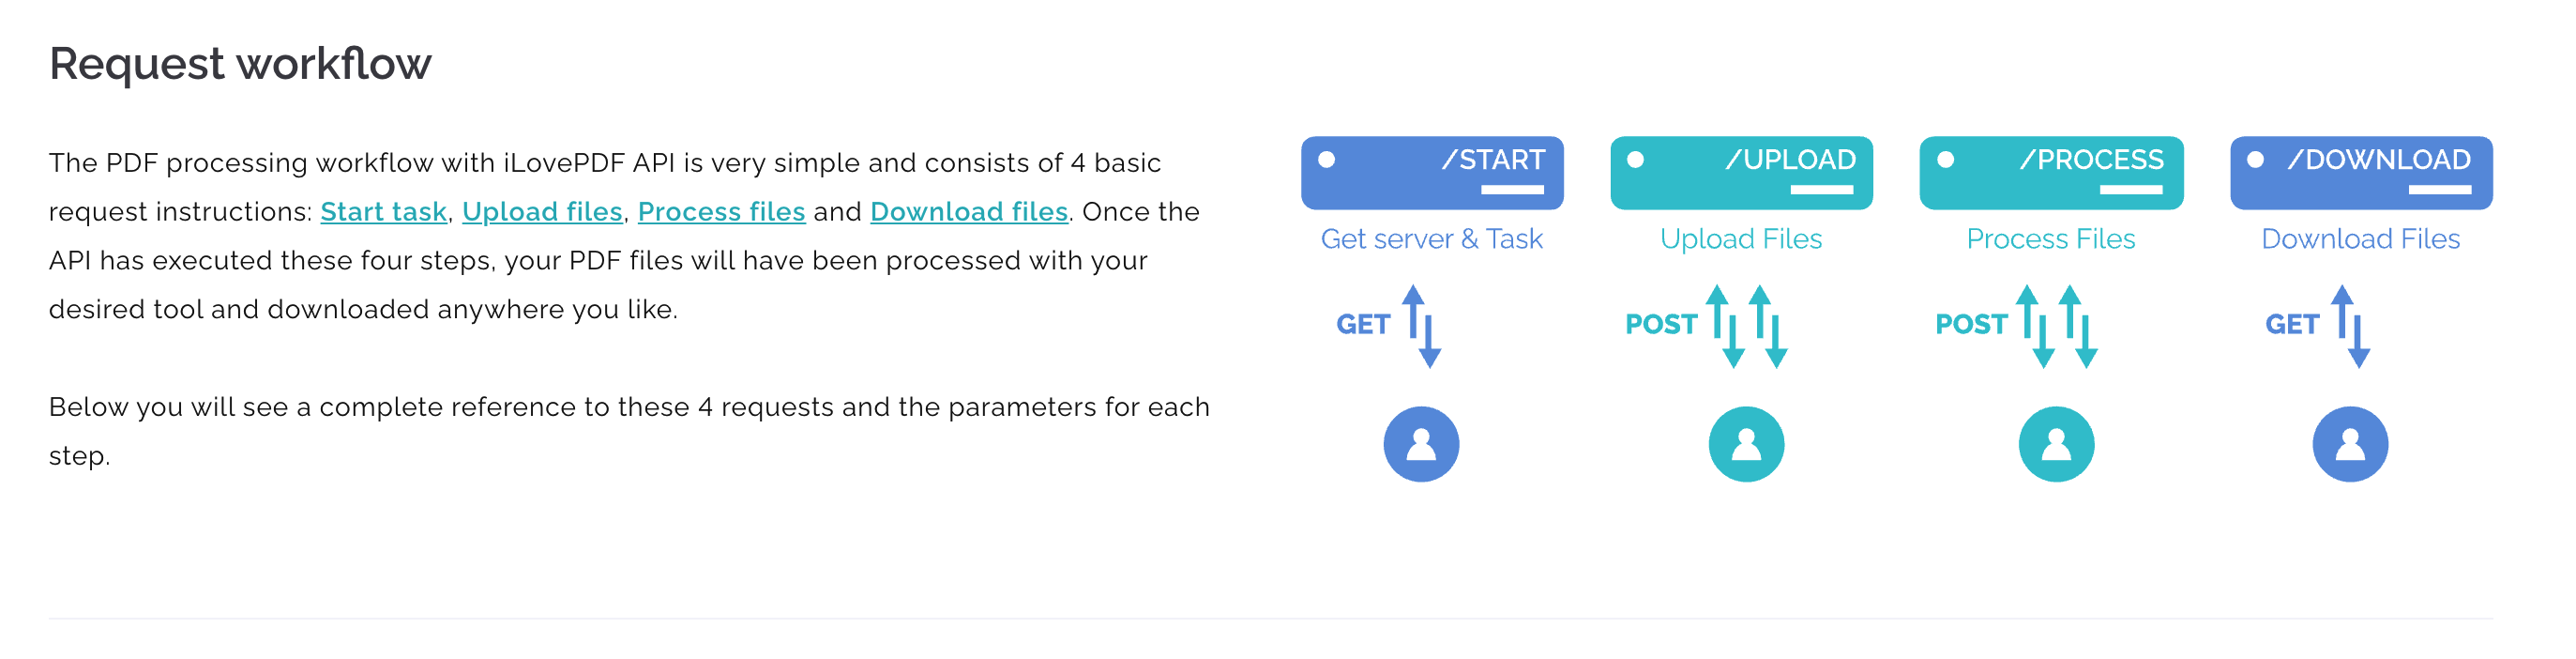 Request workflow
The PDF processing workflow with iLovePDF API is very simple and consists of 4 basic
request instructions: Start task, Upload files, Process files and Download files. Once the
API has executed these four steps, your PDF files will have been processed with your
desired tool and downloaded anywhere you like.
Below you will see a complete reference to these 4 requests and the parameters for each
step.
/START
Get server & Task
GET
/UPLOAD
Upload Files
POST
/PROCESS
Process Files
POST
/DOWNLOAD
Download Files
GET